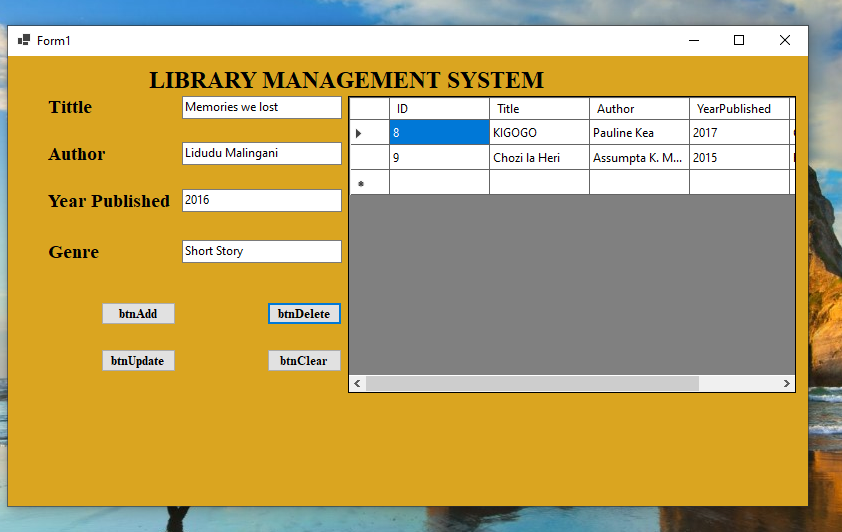 Form1
LIBRARY MANAGEMENT SYSTEM
Tittle
Memories we lost
Author
Lidudu Malingani
Year Published
2016
Genre
Short Story
btnAdd
btnDelete
btnUpdate
btnClear
ID Title Author YearPublished
8 KIGOGO Pauline Kea 2017
9 Chozi la Heri Assumpta K. M... 2015